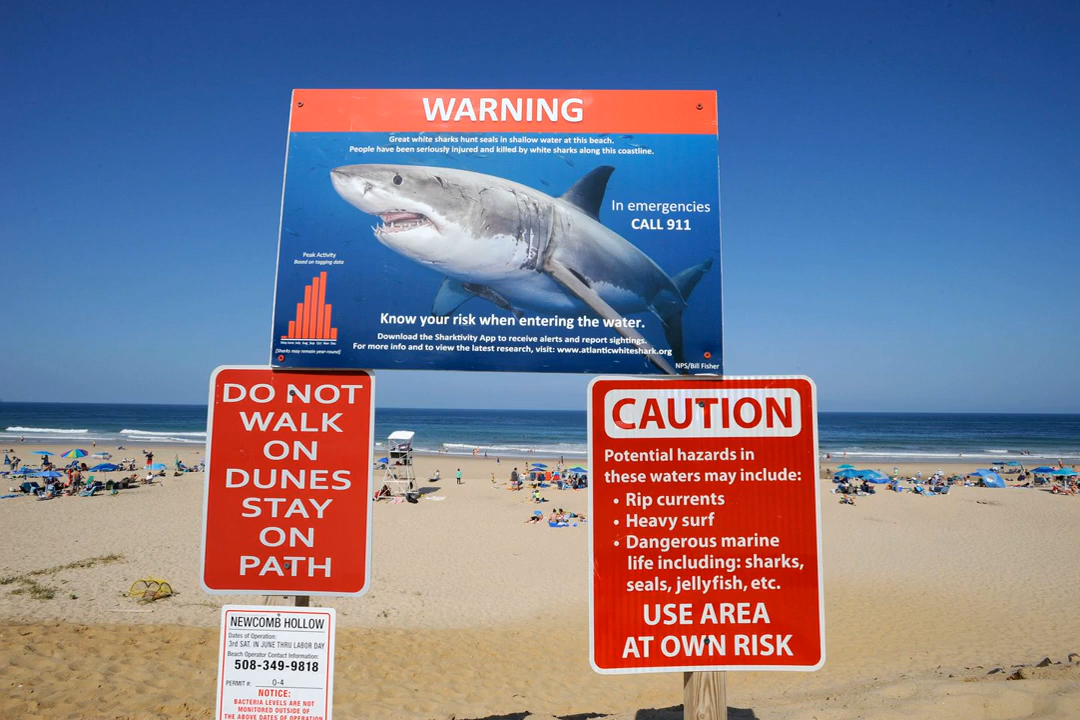 WARNING
Great white sharks hunt seals in shallow water at this beach.
People have been seriously injured and killed by white sharks along this coastline.
In emergencies
CALL 911
Peak Activity
Based on tagging data
[Sharks may remain year-round]
Know your risk when entering the water.
Download the Sharktivity App to receive alerts and report sightings.
For more info and to view the latest research, visit: www.atlanticwhiteshark.org
NPS/Bill Fisher
DO NOT
WALK
ON
DUNES
STAY
ON
PATH
NEWCOMB HOLLOW
Dates of Operation:
3rd SAT. IN JUNE THRU LABOR DAY
Beach Operator Contact Information:
508-349-9818
PERMIT #: O-4
NOTICE:
BACTERIA LEVELS ARE NOT
MONITORED OUTSIDE OF
THE ABOVE DATES OF OPERATION
CAUTION
Potential hazards in
these waters may include:
• Rip currents
• Heavy surf
• Dangerous marine
life including: sharks,
seals, jellyfish, etc.
USE AREA
AT OWN RISK